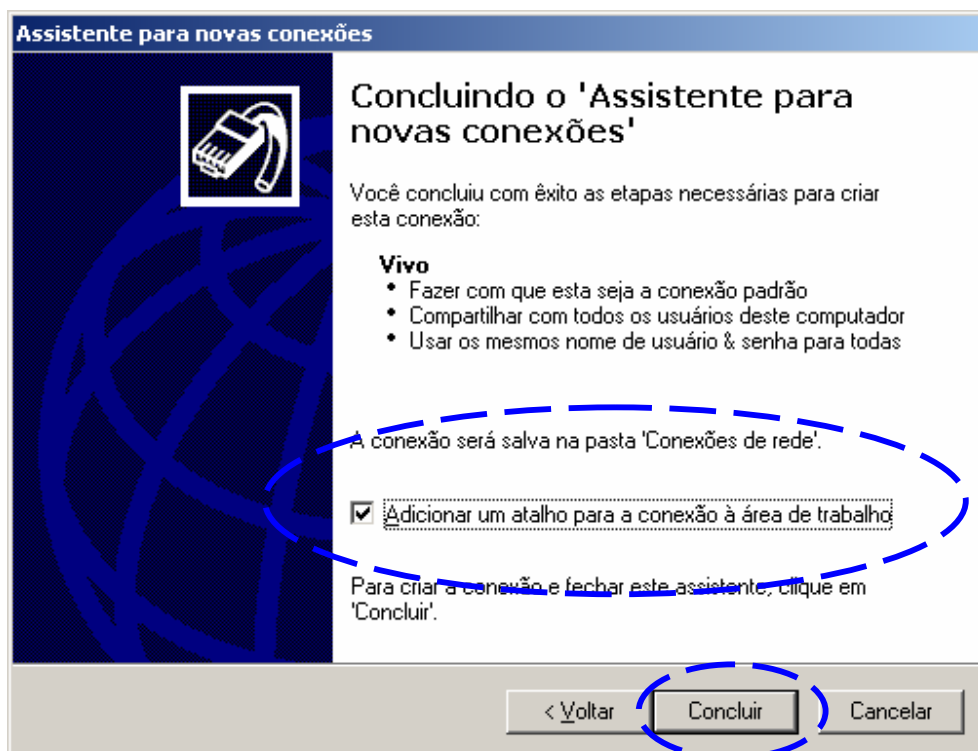 Assistente para novas conexões
Concluindo o 'Assistente para
novas conexões'
Você concluiu com êxito as etapas necessárias para criar
esta conexão:
Vivo
• Fazer com que esta seja a conexão padrão
• Compartilhar com todos os usuários deste computador
• Usar os mesmos nome de usuário & senha para todas
A conexão será salva na pasta 'Conexões de rede'.
Adicionar um atalho para a conexão à área de trabalho
Para criar a conexão e fechar este assistente, clique em
'Concluir'.
< Voltar Concluir Cancelar